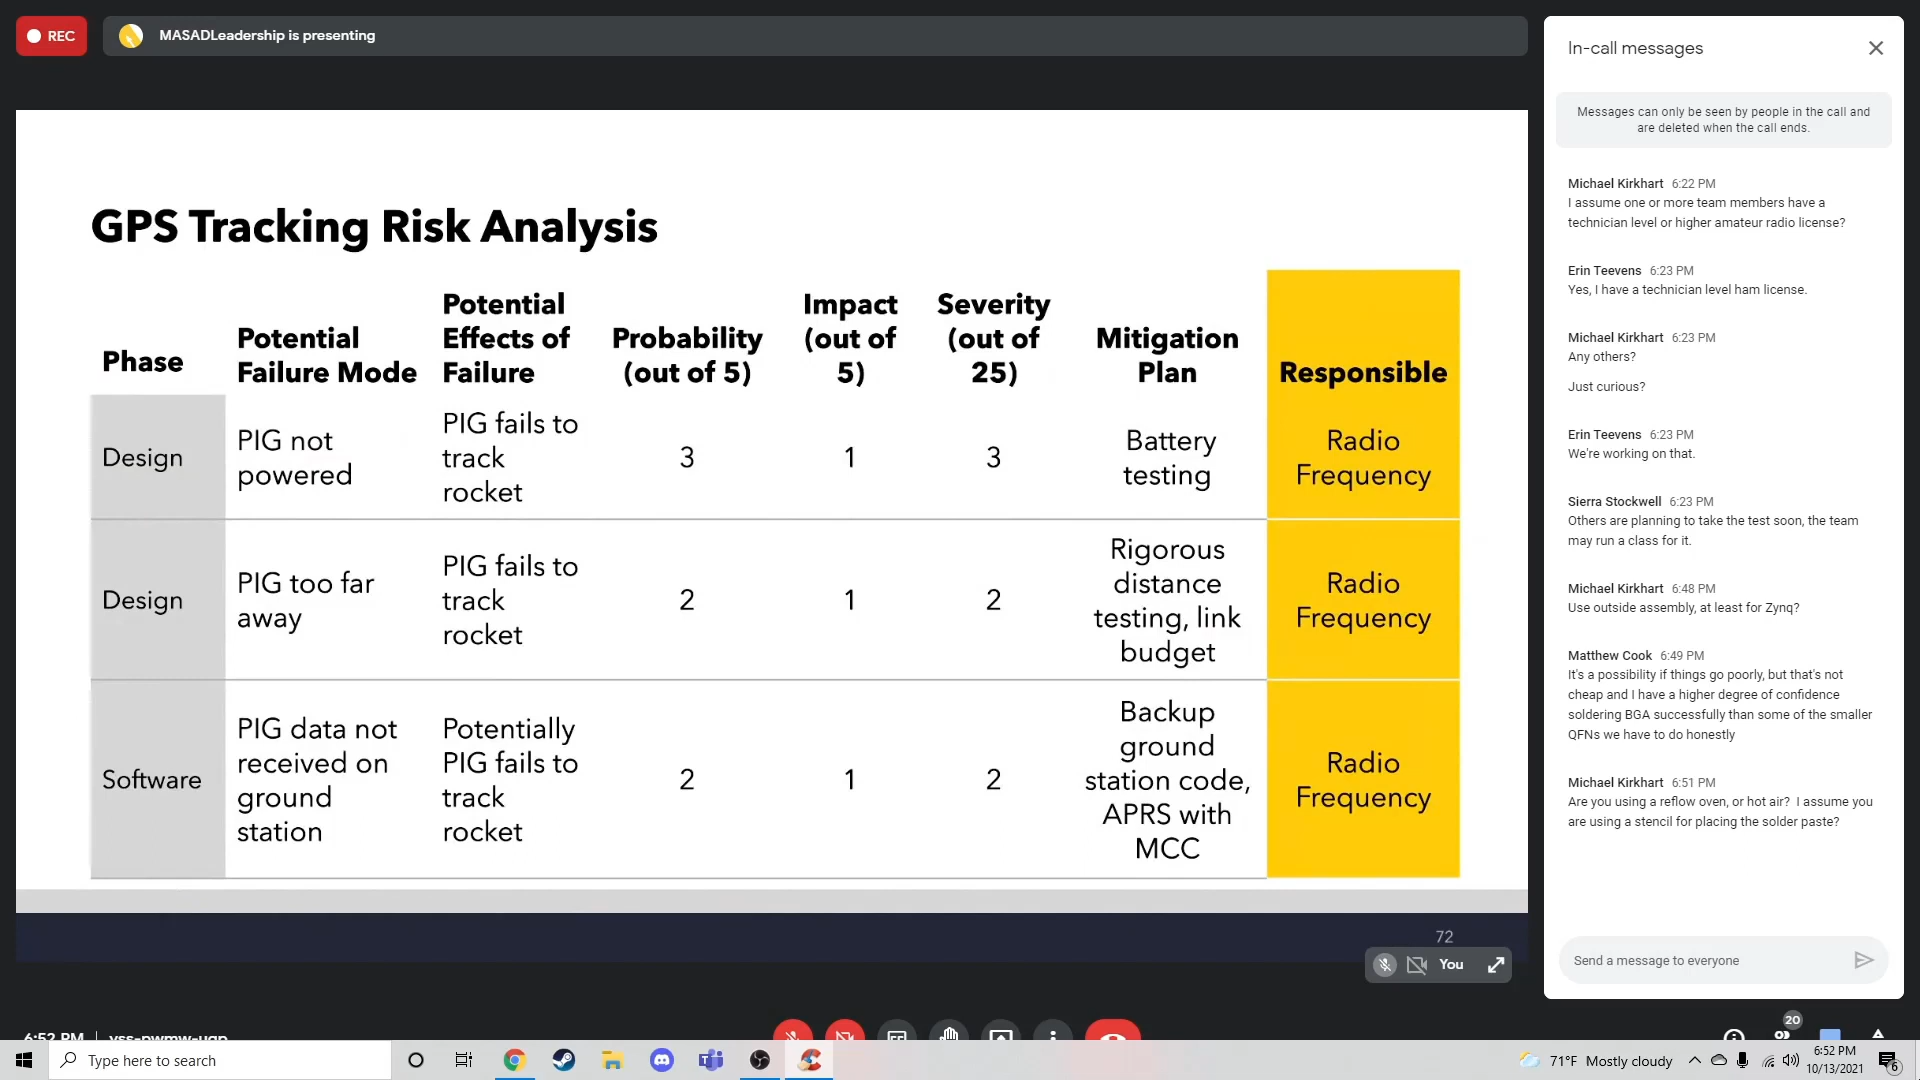 REC
MASADLeadership is presenting
GPS Tracking Risk Analysis
Phase
Potential
Failure Mode
Potential
Effects of
Failure
Probability
(out of 5)
Impact
(out of
5)
Severity
(out of
25)
Mitigation
Plan
Responsible
Design
PIG not
powered
PIG fails to
track
rocket
3
1
3
Battery
testing
Radio
Frequency
Design
PIG too far
away
PIG fails to
track
rocket
2
1
2
Rigorous
distance
testing, link
budget
Radio
Frequency
Software
PIG data not
received on
ground
station
Potentially
PIG fails to
track
rocket
2
1
2
Backup
ground
station code,
APRS with
MCC
Radio
Frequency
72
You
In-call messages
Messages can only be seen by people in the call and
are deleted when the call ends.
Michael Kirkhart 6:22 PM
I assume one or more team members have a
technician level or higher amateur radio license?
Erin Teevens 6:23 PM
Yes, I have a technician level ham license.
Michael Kirkhart 6:23 PM
Any others?
Just curious?
Erin Teevens 6:23 PM
We're working on that.
Sierra Stockwell 6:23 PM
Others are planning to take the test soon, the team
may run a class for it.
Michael Kirkhart 6:48 PM
Use outside assembly, at least for Zynq?
Matthew Cook 6:49 PM
It's a possibility if things go poorly, but that's not
cheap and I have a higher degree of confidence
soldering BGA successfully than some of the smaller
QFNs we have to do honestly
Michael Kirkhart 6:51 PM
Are you using a reflow oven, or hot air? I assume you
are using a stencil for placing the solder paste?
Send a message to everyone
6:52 PM
20
Type here to search
71°F Mostly cloudy
6:52 PM
10/13/2021
6